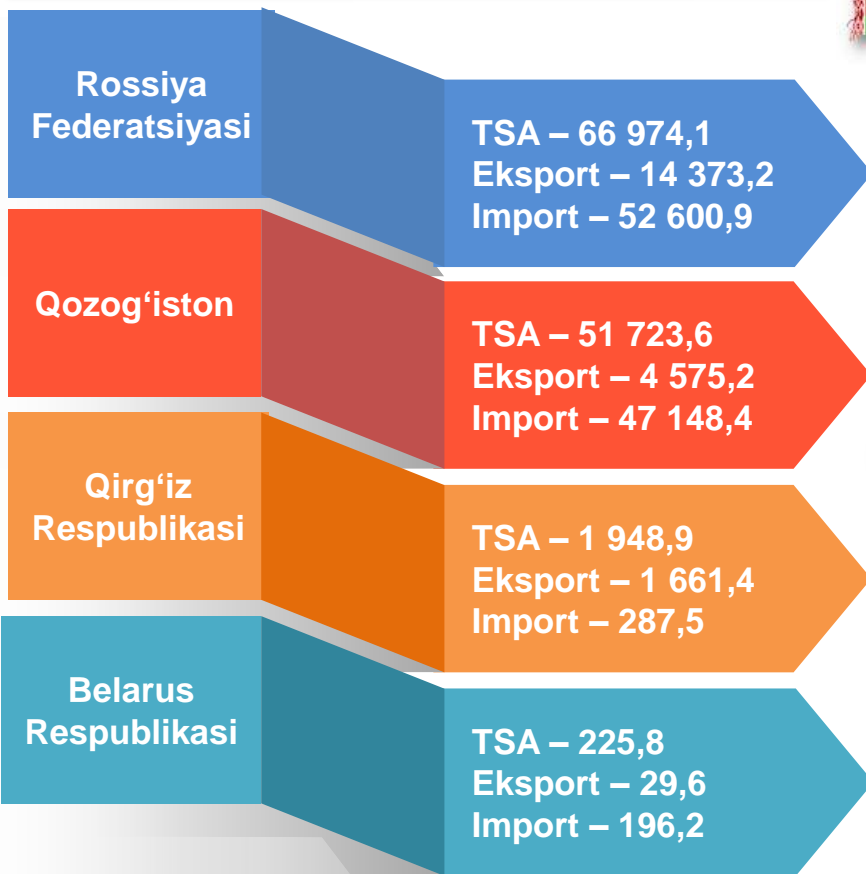 Rossiya
Federatsiyasi
TSA – 66 974,1
Eksport – 14 373,2
Import – 52 600,9
Qozog‘iston
TSA – 51 723,6
Eksport – 4 575,2
Import – 47 148,4
Qirg‘iz
Respublikasi
TSA – 1 948,9
Eksport – 1 661,4
Import – 287,5
Belarus
Respublikasi
TSA – 225,8
Eksport – 29,6
Import – 196,2